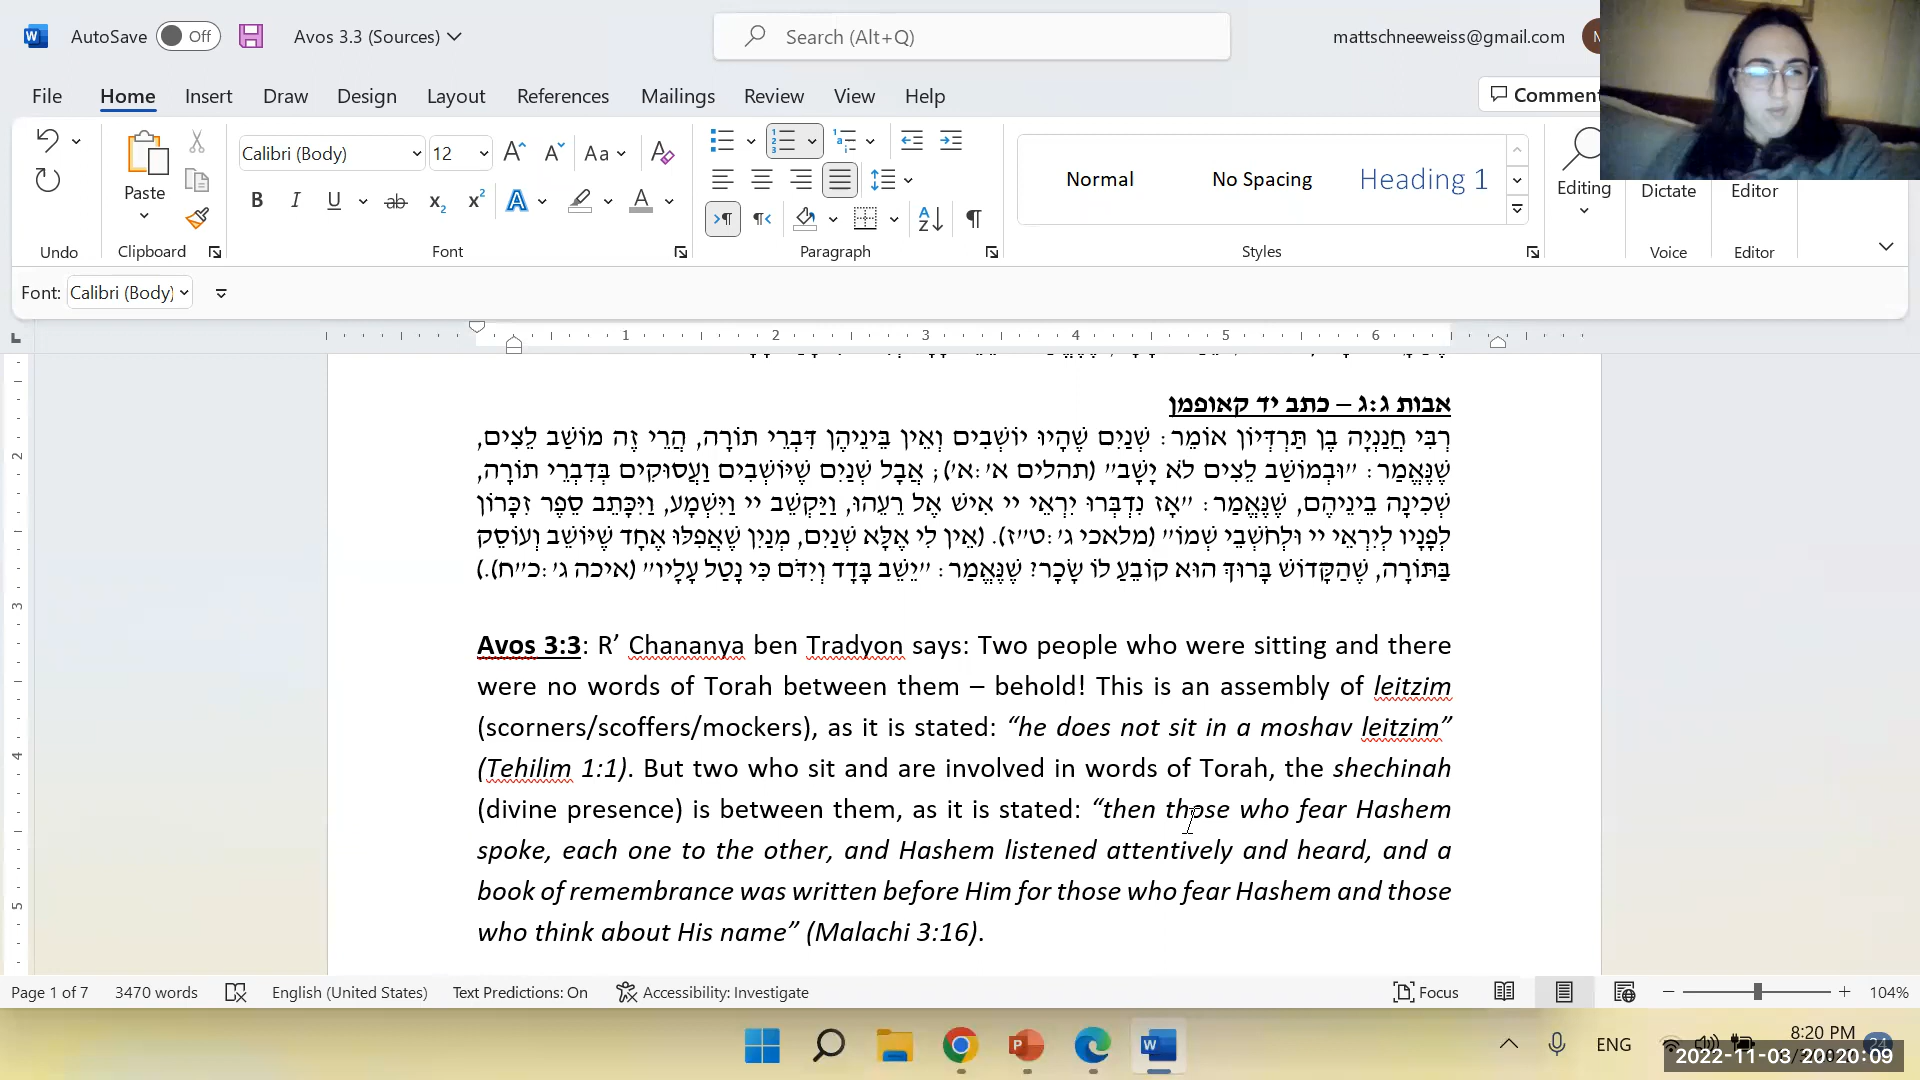 AutoSave Off Avos 3.3 (Sources) Search (Alt+Q) mattschneeweiss@gmail.com
File Home Insert Draw Design Layout References Mailings Review View Help Comment
Paste Calibri (Body) 12 Aa Normal No Spacing Heading 1 Editing Dictate Editor
Undo Clipboard Font Paragraph Styles Voice Editor
Font: Calibri (Body)
1 2 3 4 5 6
אבות ג:ג – כתב יד קאופמן
רְבִּי חֲנַנְיָה בֶן תַּרְדְּיוֹן אוֹמֵר: שְׁנַיִם שֶׁהָיוּ יוֹשְׁבִים וְאֵין בֵּינֵיהֶן דִּבְרֵי תוֹרָה, הֲרֵי זֶה מוֹשַׁב לֵצִים,
שֶׁנֶּאֱמַר: "וּבְמוֹשַׁב לֵצִים לֹא יָשָׁב" (תהלים א':א'); אֲבָל שְׁנַיִם שֶׁיּוֹשְׁבִים וַעֲסוּקִים בְּדִבְרֵי תוֹרָה,
שְׁכִינָה בֵינֵיהֶם, שֶׁנֶּאֱמַר: "אָז נִדְבְּרוּ יִרְאֵי יי אִישׁ אֶל רֵעֵהוּ, וַיַּקְשֵׁב יי וַיִּשְׁמָע, וַיִּכָּתֵב סֵפֶר זִכָּרוֹן
לְפָנָיו לְיִרְאֵי יי וּלְחֹשְׁבֵי שְׁמוֹ" (מלאכי ג':ט"ז). (אֵין לִי אֶלָּא שְׁנַיִם, מְנַיִן שֶׁאֲפִלּוּ אֶחָד שֶׁיּוֹשֵׁב וְעוֹסֵק
בַּתּוֹרָה, שֶׁהַקָּדוֹשׁ בָּרוּךְ הוּא קוֹבֵעַ לוֹ שָׂכָר? שֶׁנֶּאֱמַר: "יֵשֵׁב בָּדָד וְיִדֹּם כִּי נָטַל עָלָיו" (איכה ג':כ"ח).)
Avos 3:3: R’ Chananya ben Tradyon says: Two people who were sitting and there
were no words of Torah between them – behold! This is an assembly of leitzim
(scorners/scoffers/mockers), as it is stated: “he does not sit in a moshav leitzim”
(Tehilim 1:1). But two who sit and are involved in words of Torah, the shechinah
(divine presence) is between them, as it is stated: “then those who fear Hashem
spoke, each one to the other, and Hashem listened attentively and heard, and a
book of remembrance was written before Him for those who fear Hashem and those
who think about His name” (Malachi 3:16).
Page 1 of 7 3470 words English (United States) Text Predictions: On Accessibility: Investigate Focus 104%
ENG 8:20 PM
2022-11-03 20:20:09